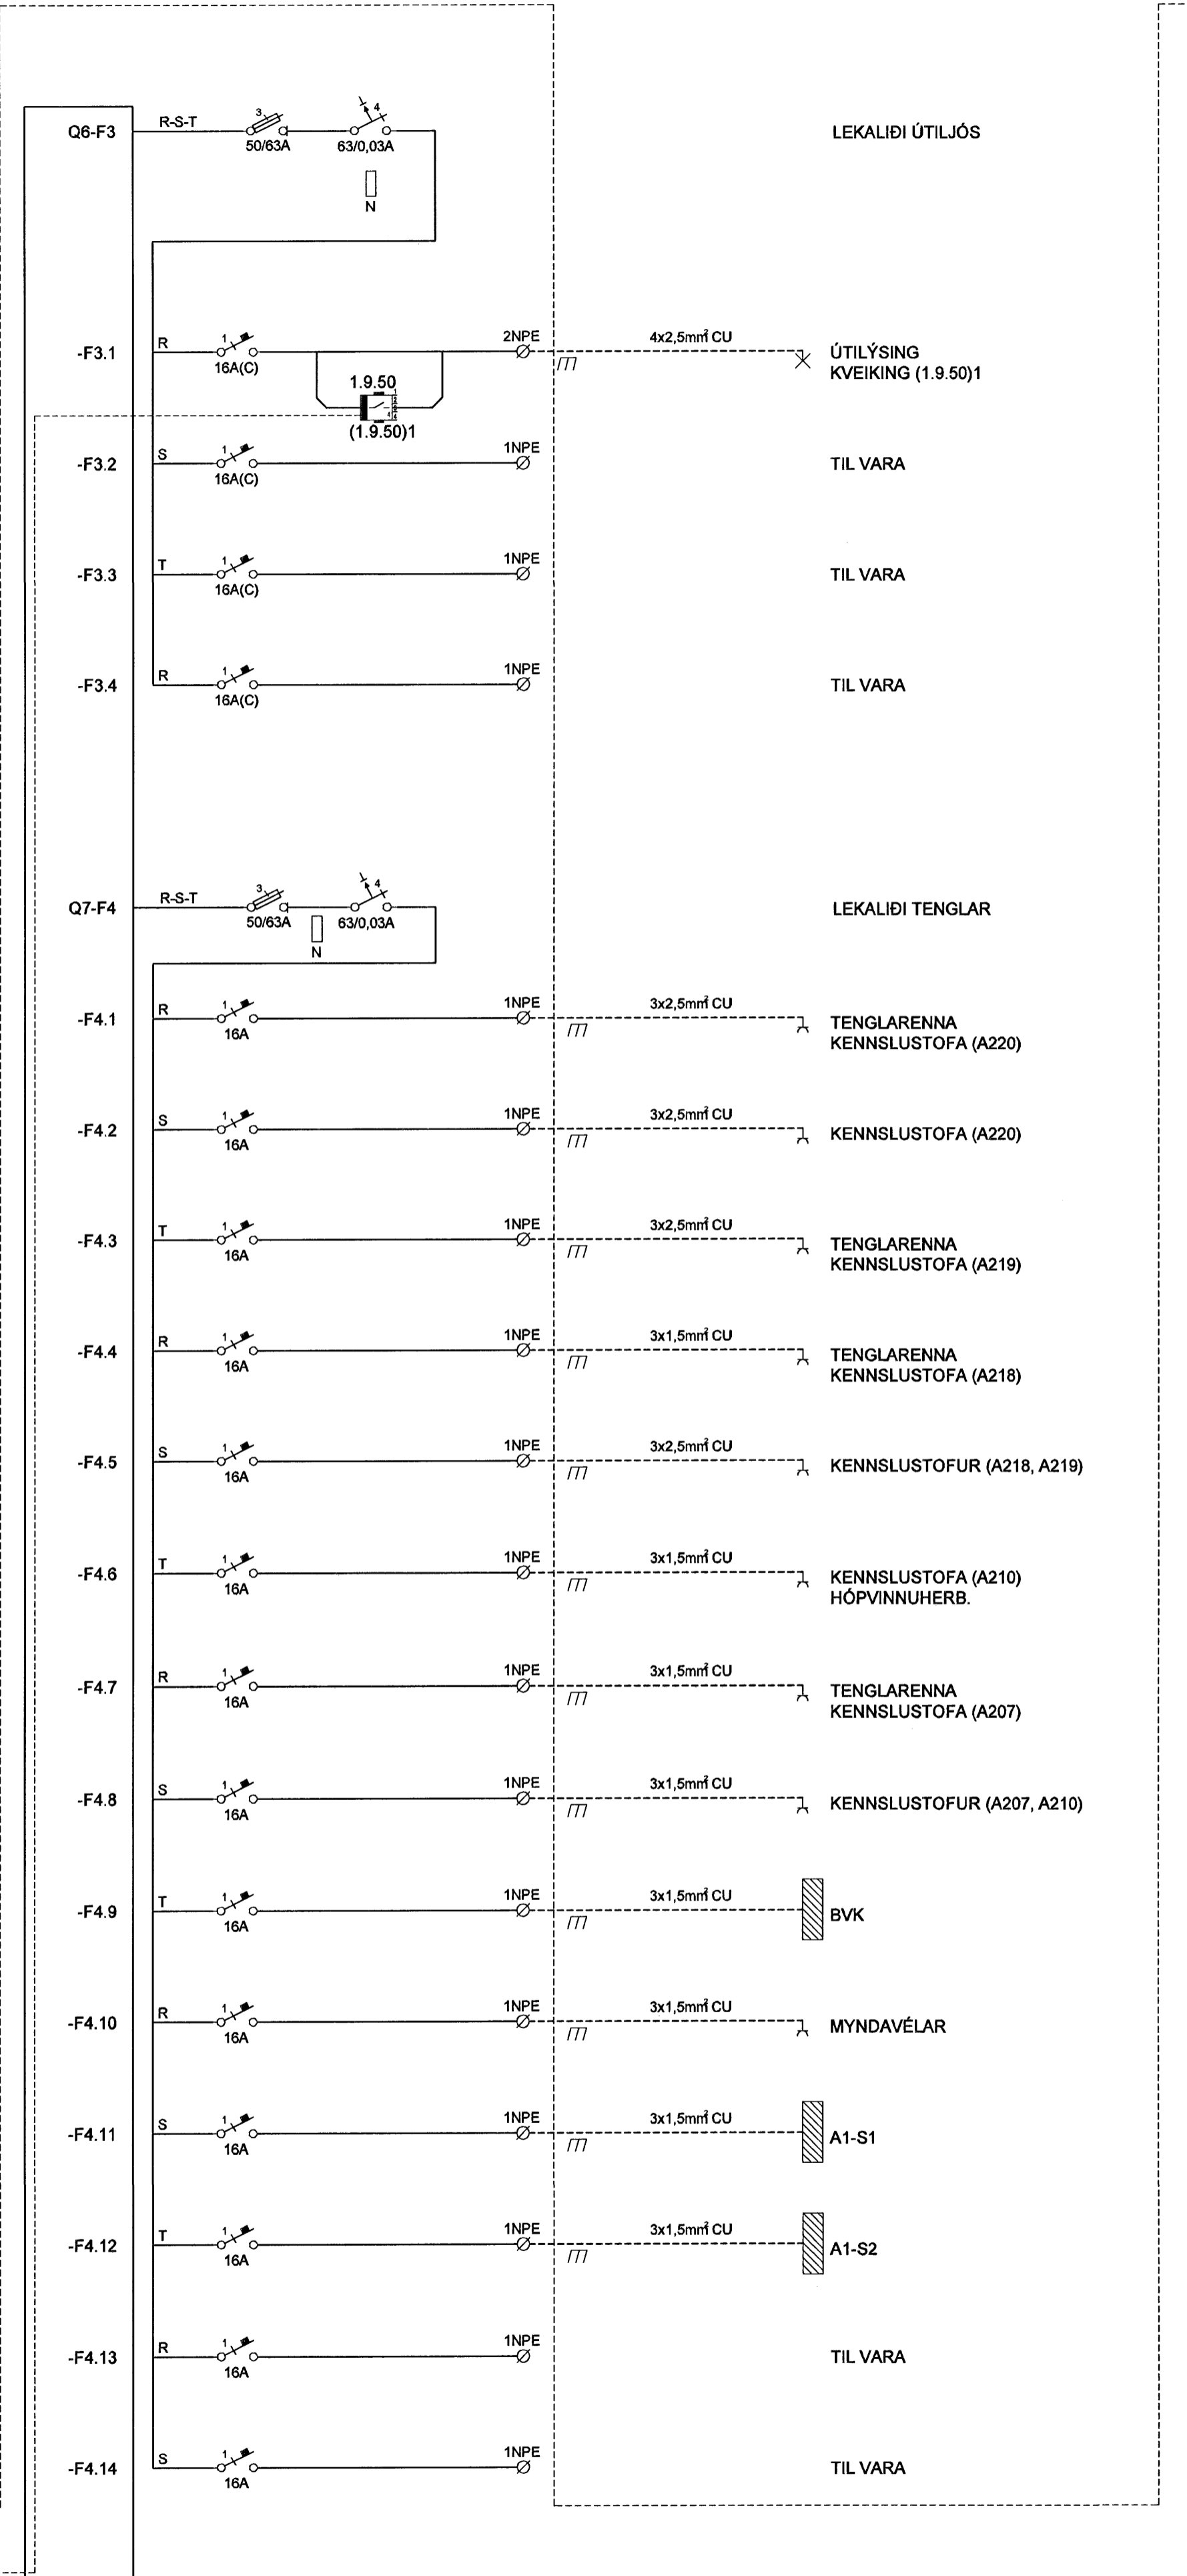 Q6-F3 R-S-T 3 50/63A 4 63/0,03A LEKALIÐI ÚTILJÓS
N
-F3.1 R 1 16A(C) 2NPE 4x2,5mm² CU ÚTILÝSING
KVEIKING (1.9.50)1
1.9.50
(1.9.50)1
-F3.2 S 1 16A(C) 1NPE TIL VARA
-F3.3 T 1 16A(C) 1NPE TIL VARA
-F3.4 R 1 16A(C) 1NPE TIL VARA
Q7-F4 R-S-T 3 50/63A 4 63/0,03A LEKALIÐI TENGLAR
N
-F4.1 R 1 16A 1NPE 3x2,5mm² CU TENGLARENNA
KENNSLUSTOFA (A220)
-F4.2 S 1 16A 1NPE 3x2,5mm² CU KENNSLUSTOFA (A220)
-F4.3 T 1 16A 1NPE 3x2,5mm² CU TENGLARENNA
KENNSLUSTOFA (A219)
-F4.4 R 1 16A 1NPE 3x1,5mm² CU TENGLARENNA
KENNSLUSTOFA (A218)
-F4.5 S 1 16A 1NPE 3x2,5mm² CU KENNSLUSTOFUR (A218, A219)
-F4.6 T 1 16A 1NPE 3x1,5mm² CU KENNSLUSTOFA (A210)
HÓPVINNUHERB.
-F4.7 R 1 16A 1NPE 3x1,5mm² CU TENGLARENNA
KENNSLUSTOFA (A207)
-F4.8 S 1 16A 1NPE 3x1,5mm² CU KENNSLUSTOFUR (A207, A210)
-F4.9 T 1 16A 1NPE 3x1,5mm² CU BVK
-F4.10 R 1 16A 1NPE 3x1,5mm² CU MYNDAVÉLAR
-F4.11 S 1 16A 1NPE 3x1,5mm² CU A1-S1
-F4.12 T 1 16A 1NPE 3x1,5mm² CU A1-S2
-F4.13 R 1 16A 1NPE TIL VARA
-F4.14 S 1 16A 1NPE TIL VARA